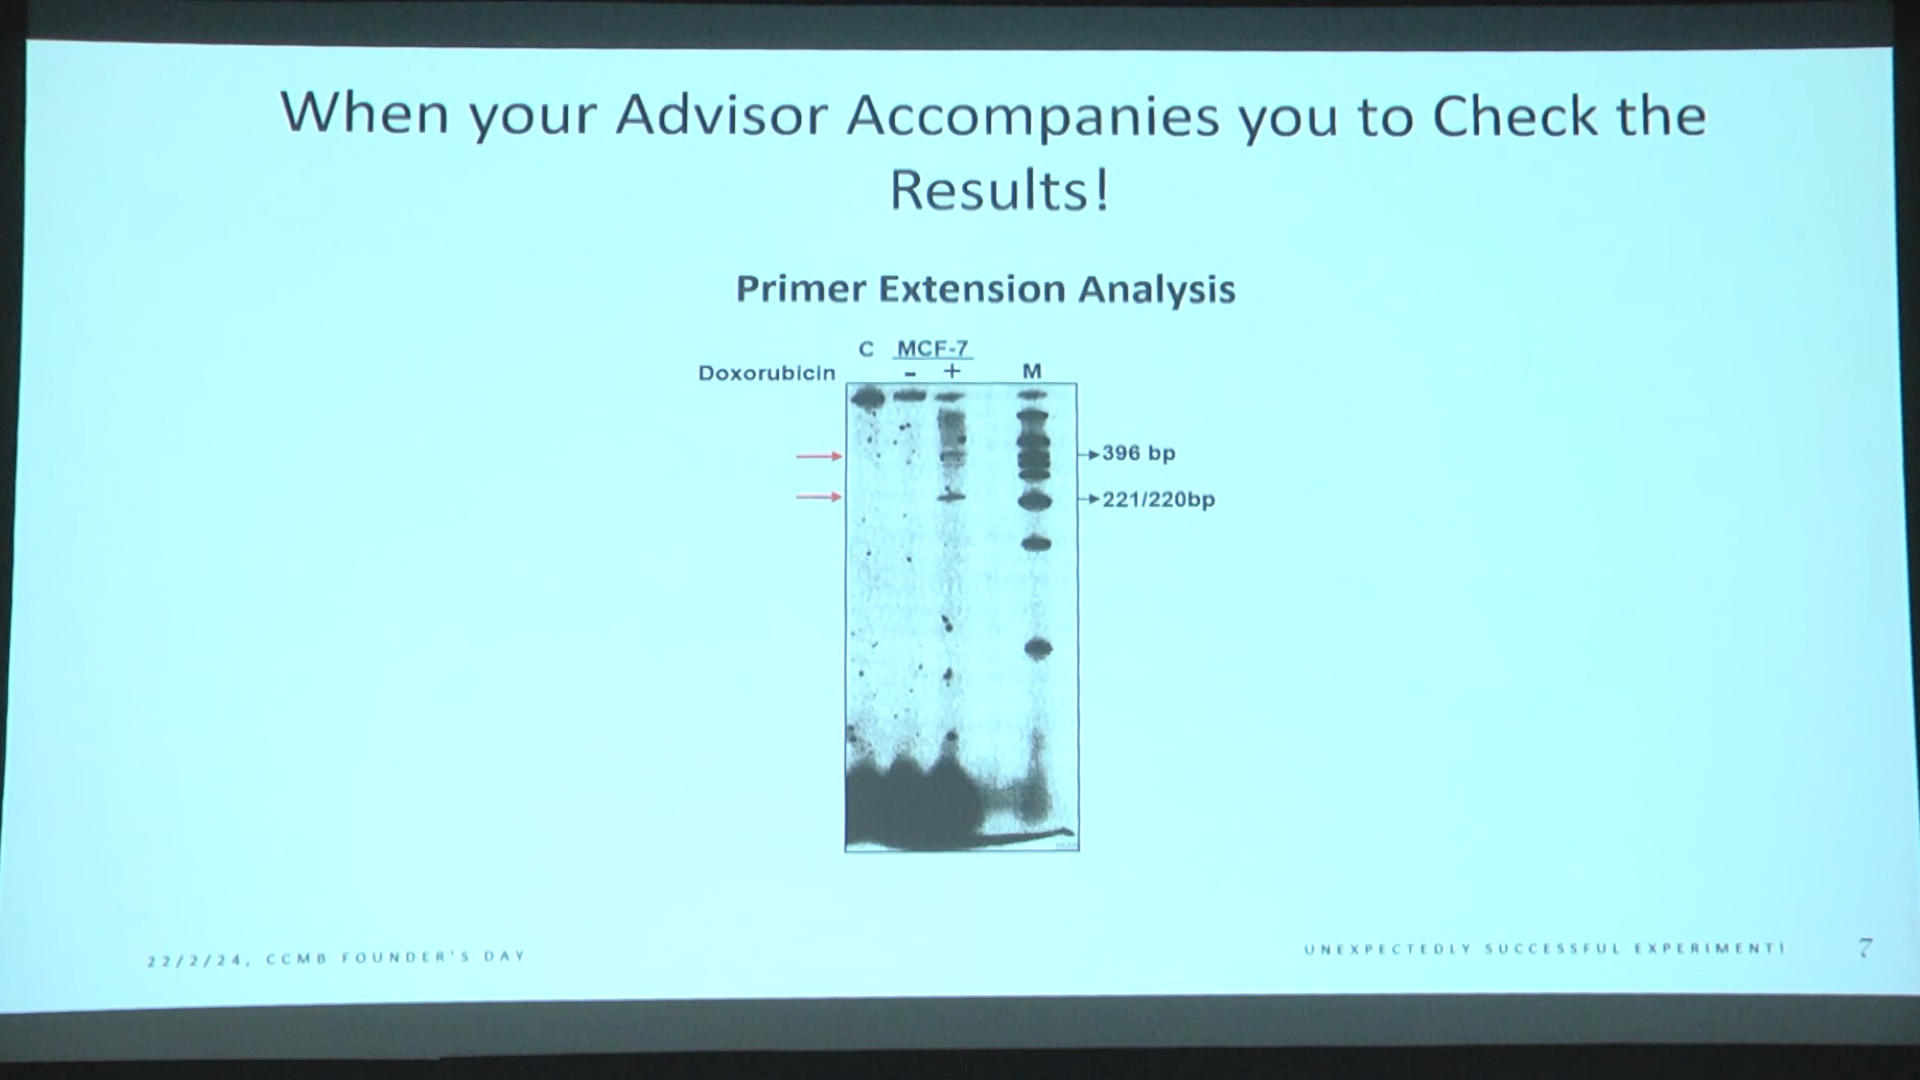 When your Advisor Accompanies you to Check the
Results!
Primer Extension Analysis
C MCF-7
Doxorubicin - + M
396 bp
221/220bp
22/2/24, CCMB FOUNDER'S DAY
UNEXPECTEDLY SUCCESSFUL EXPERIMENT!
7